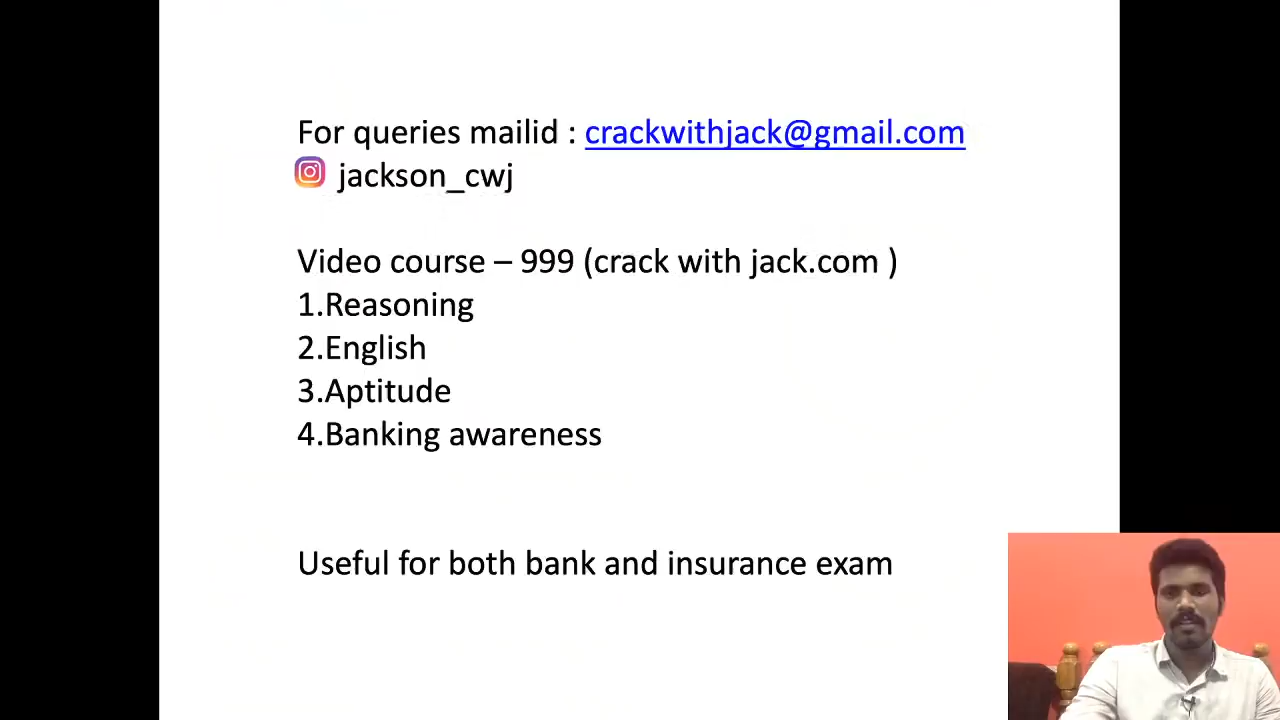 For queries mailid : crackwithjack@gmail.com
jackson_cwj
Video course – 999 (crack with jack.com )
1.Reasoning
2.English
3.Aptitude
4.Banking awareness
Useful for both bank and insurance exam